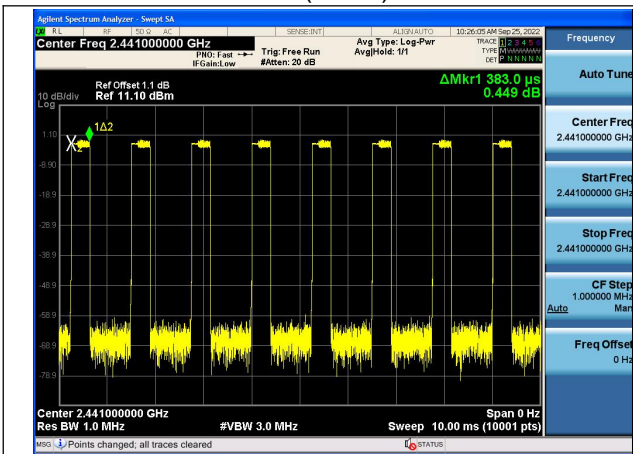 Agilent Spectrum Analyzer - Swept SA
RL RF 50 Ω AC SENSE:INT ALIGNAUTO 10:26:05 AM Sep 25, 2022
Center Freq 2.441000000 GHz
PNO: Fast
IFGain:Low
Trig: Free Run
#Atten: 20 dB
Avg Type: Log-Pwr
Avg|Hold: 1/1
TRACE 1 2 3 4 5 6
TYPE M
DET P N N N N N
Ref Offset 1.1 dB
10 dB/div Ref 11.10 dBm
Log
ΔMkr1 383.0 µs
0.449 dB
1Δ2
X2
1.10
-8.90
-18.9
-28.9
-38.9
-48.9
-58.9
-68.9
-78.9
Center 2.441000000 GHz Span 0 Hz
Res BW 1.0 MHz #VBW 3.0 MHz Sweep 10.00 ms (10001 pts)
MSG Points changed; all traces cleared STATUS
Frequency
Auto Tune
Center Freq
2.441000000 GHz
Start Freq
2.441000000 GHz
Stop Freq
2.441000000 GHz
CF Step
1.000000 MHz
Auto Man
Freq Offset
0 Hz